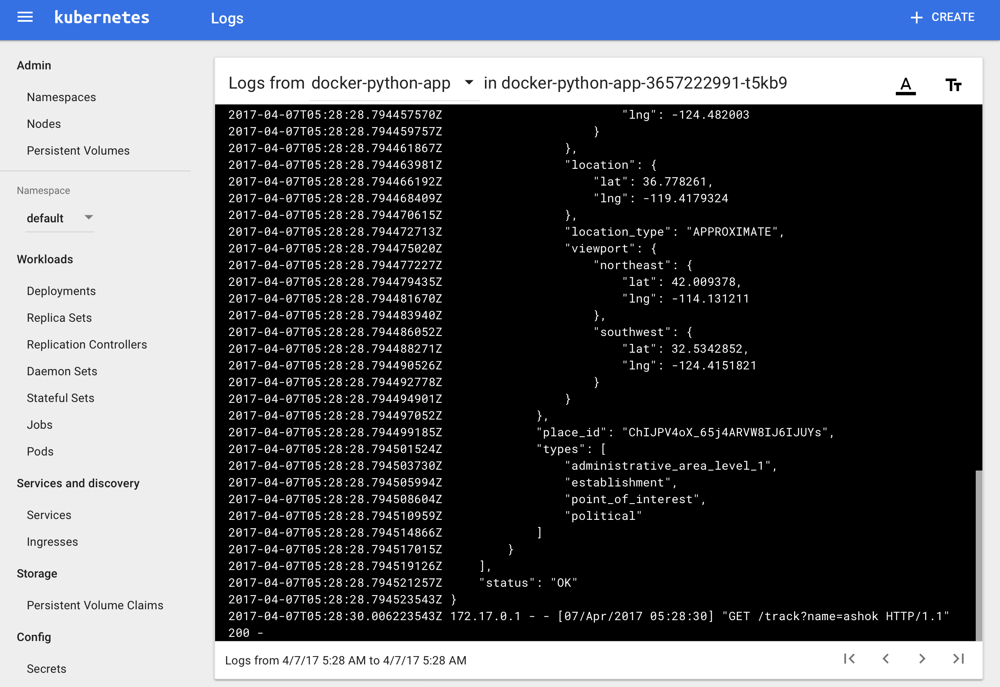 kubernetes
Logs
CREATE
Admin
Namespaces
Nodes
Persistent Volumes
Namespace
default
Workloads
Deployments
Replica Sets
Replication Controllers
Daemon Sets
Stateful Sets
Jobs
Pods
Services and discovery
Services
Ingresses
Storage
Persistent Volume Claims
Config
Secrets
Logs from docker-python-app in docker-python-app-3657222991-t5kb9
2017-04-07T05:28:28.794457570Z "lng": -124.482003
2017-04-07T05:28:28.794459757Z }
2017-04-07T05:28:28.794461867Z },
2017-04-07T05:28:28.794463981Z "location": {
2017-04-07T05:28:28.794466192Z "lat": 36.778261,
2017-04-07T05:28:28.794468409Z "lng": -119.4179324
2017-04-07T05:28:28.794470615Z },
2017-04-07T05:28:28.794472713Z "location_type": "APPROXIMATE",
2017-04-07T05:28:28.794475020Z "viewport": {
2017-04-07T05:28:28.794477227Z "northeast": {
2017-04-07T05:28:28.794479435Z "lat": 42.009378,
2017-04-07T05:28:28.794481670Z "lng": -114.131211
2017-04-07T05:28:28.794483940Z },
2017-04-07T05:28:28.794486052Z "southwest": {
2017-04-07T05:28:28.794488271Z "lat": 32.5342852,
2017-04-07T05:28:28.794490526Z "lng": -124.4151821
2017-04-07T05:28:28.794492778Z }
2017-04-07T05:28:28.794494901Z }
2017-04-07T05:28:28.794497052Z },
2017-04-07T05:28:28.794499185Z "place_id": "ChIJPV4oX_65j4ARVW8IJ6IJUYs",
2017-04-07T05:28:28.794501524Z "types": [
2017-04-07T05:28:28.794503730Z "administrative_area_level_1",
2017-04-07T05:28:28.794505994Z "establishment",
2017-04-07T05:28:28.794508604Z "point_of_interest",
2017-04-07T05:28:28.794510959Z "political"
2017-04-07T05:28:28.794514866Z ]
2017-04-07T05:28:28.794517015Z }
2017-04-07T05:28:28.794519126Z ],
2017-04-07T05:28:28.794521257Z "status": "OK"
2017-04-07T05:28:28.794523543Z }
2017-04-07T05:28:30.006223543Z 172.17.0.1 - - [07/Apr/2017 05:28:30] "GET /track?name=ashok HTTP/1.1"
200 -
Logs from 4/7/17 5:28 AM to 4/7/17 5:28 AM